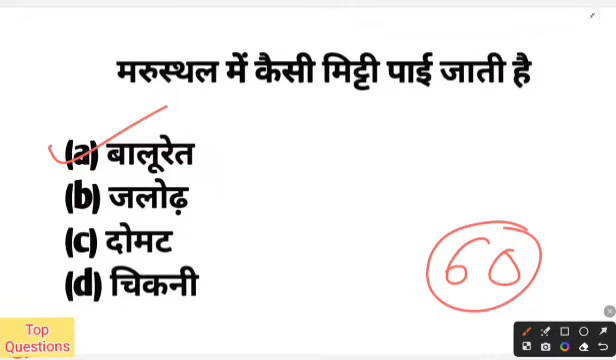 मरुस्थल में कैसी मिट्टी पाई जाती है
(a) बालूरेत
(b) जलोढ़
(c) दोमट
(d) चिकनी
60
Top
Questions